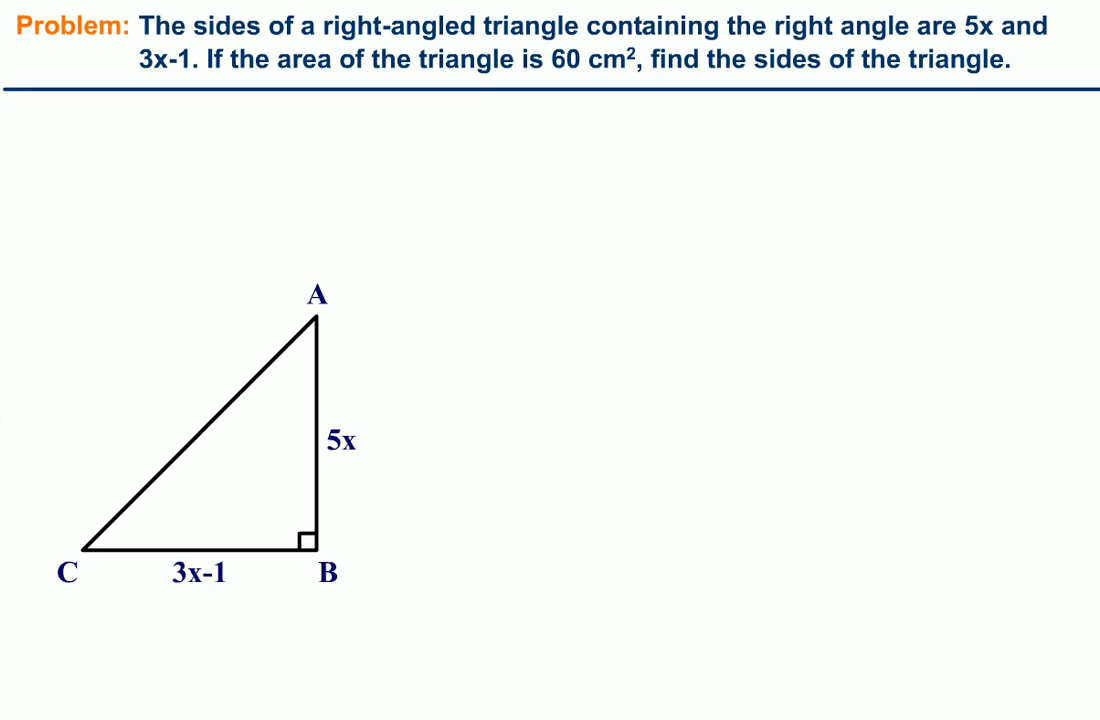 Problem: The sides of a right-angled triangle containing the right angle are 5x and
3x-1. If the area of the triangle is 60 cm², find the sides of the triangle.
A
5x
C 3x-1 B